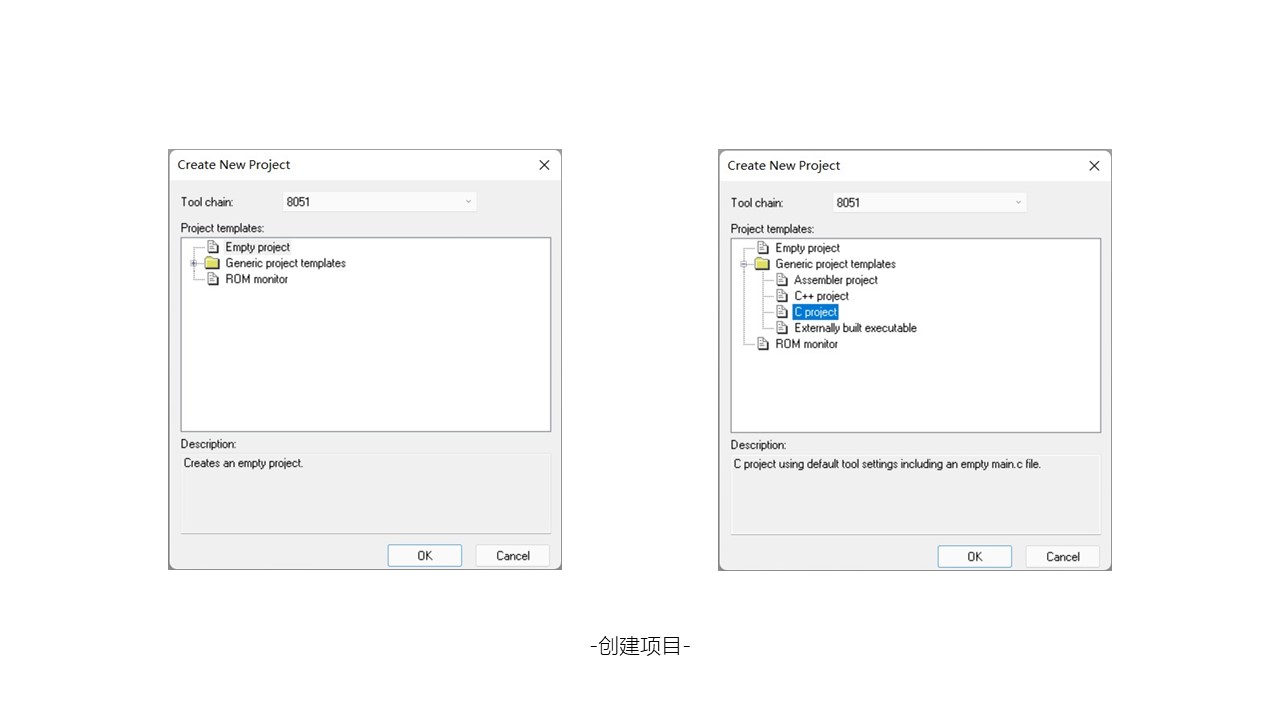 Create New Project
Tool chain: 8051
Project templates:
Empty project
Generic project templates
ROM monitor
Description:
Creates an empty project.
OK Cancel
Create New Project
Tool chain: 8051
Project templates:
Empty project
Generic project templates
Assembler project
C++ project
C project
Externally built executable
ROM monitor
Description:
C project using default tool settings including an empty main.c file.
OK Cancel
-创建项目-